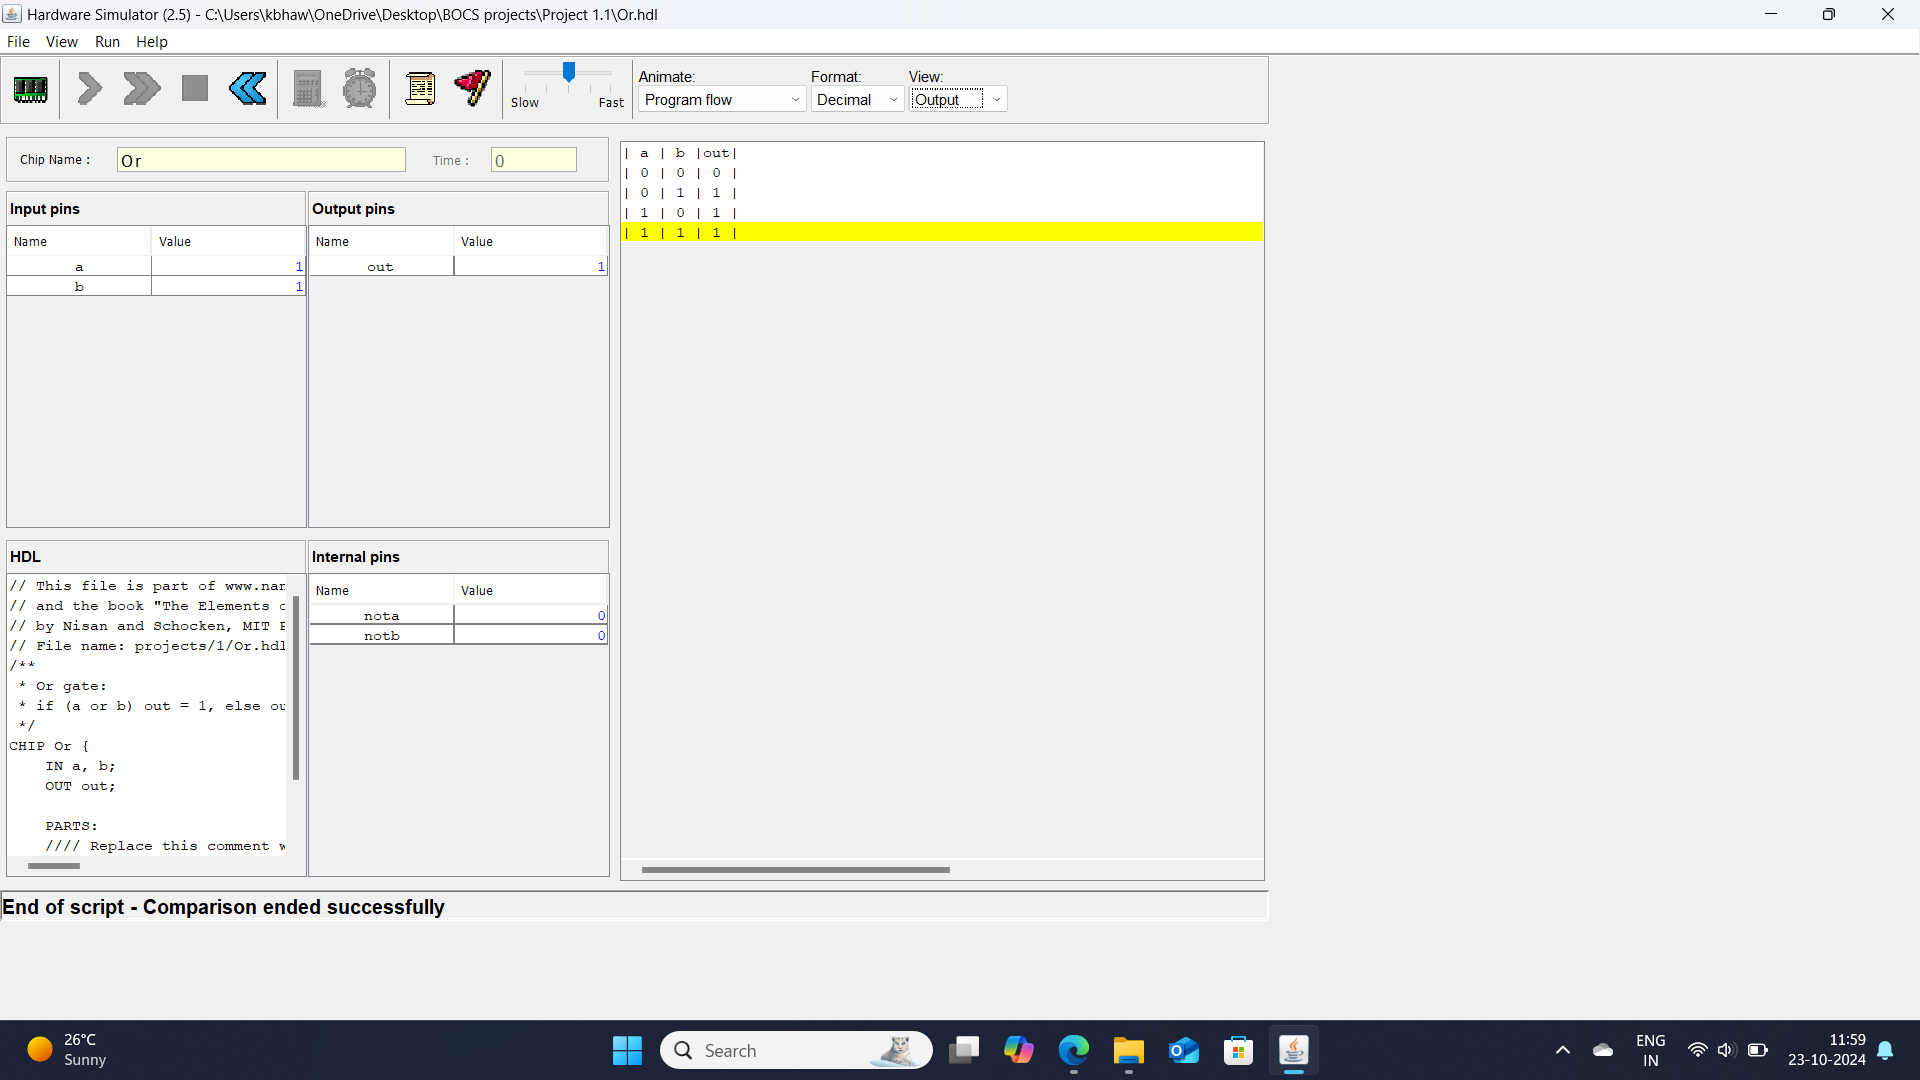 Hardware Simulator (2.5) - C:\Users\kbhaw\OneDrive\Desktop\BOCS projects\Project 1.1\Or.hdl
File View Run Help
Slow Fast
Animate: Format: View:
Program flow Decimal Output
Chip Name : Or Time : 0
Input pins
Name Value
a 1
b 1
Output pins
Name Value
out 1
| a | b |out|
| 0 | 0 | 0 |
| 0 | 1 | 1 |
| 1 | 0 | 1 |
| 1 | 1 | 1 |
HDL
// This file is part of www.nan
// and the book "The Elements o
// by Nisan and Schocken, MIT P
// File name: projects/1/Or.hdl
/**
* Or gate:
* if (a or b) out = 1, else ou
*/
CHIP Or {
IN a, b;
OUT out;
PARTS:
//// Replace this comment w
Internal pins
Name Value
nota 0
notb 0
End of script - Comparison ended successfully
26°C
Sunny
Search
ENG
IN
11:59
23-10-2024